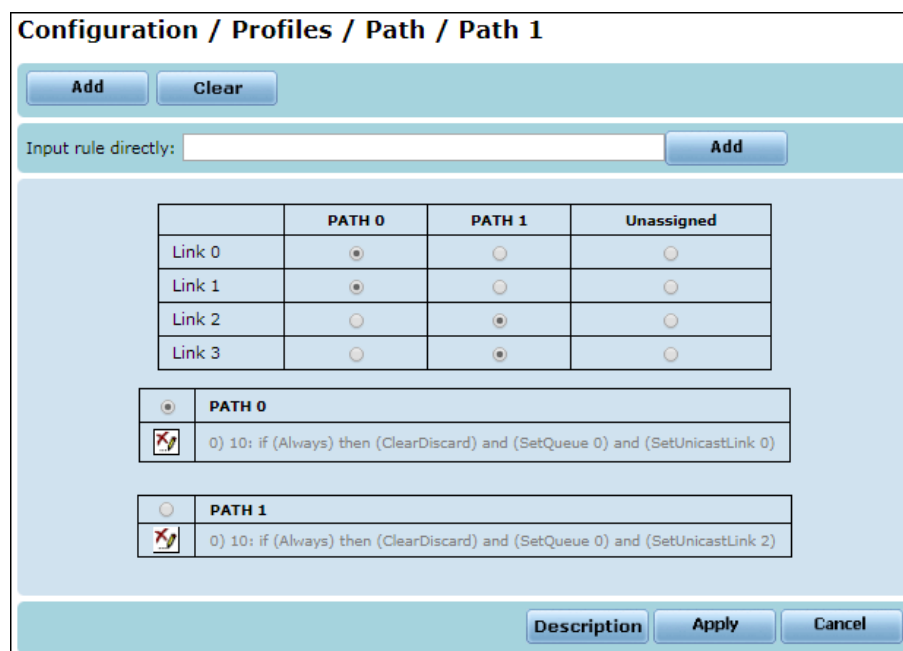 Configuration / Profiles / Path / Path 1
Add Clear
Input rule directly: Add
PATH 0 PATH 1 Unassigned
Link 0
Link 1
Link 2
Link 3
PATH 0
0) 10: if (Always) then (ClearDiscard) and (SetQueue 0) and (SetUnicastLink 0)
PATH 1
0) 10: if (Always) then (ClearDiscard) and (SetQueue 0) and (SetUnicastLink 2)
Description Apply Cancel